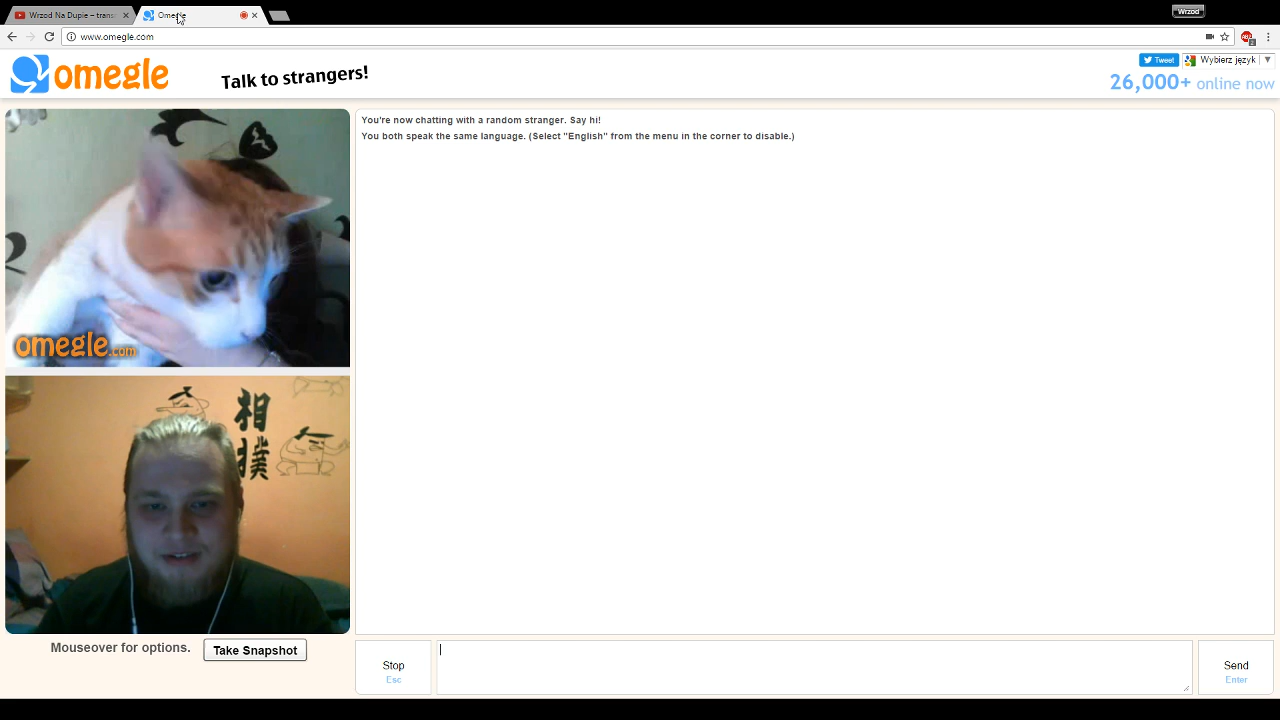 Wrzod Na Dupie – trans
Omegle
Wrzod
www.omegle.com
omegle
Talk to strangers!
Tweet
Wybierz język
26,000+ online now
You're now chatting with a random stranger. Say hi!
You both speak the same language. (Select "English" from the menu in the corner to disable.)
omegle.com
相
撲
Mouseover for options.
Take Snapshot
Stop
Esc
Send
Enter